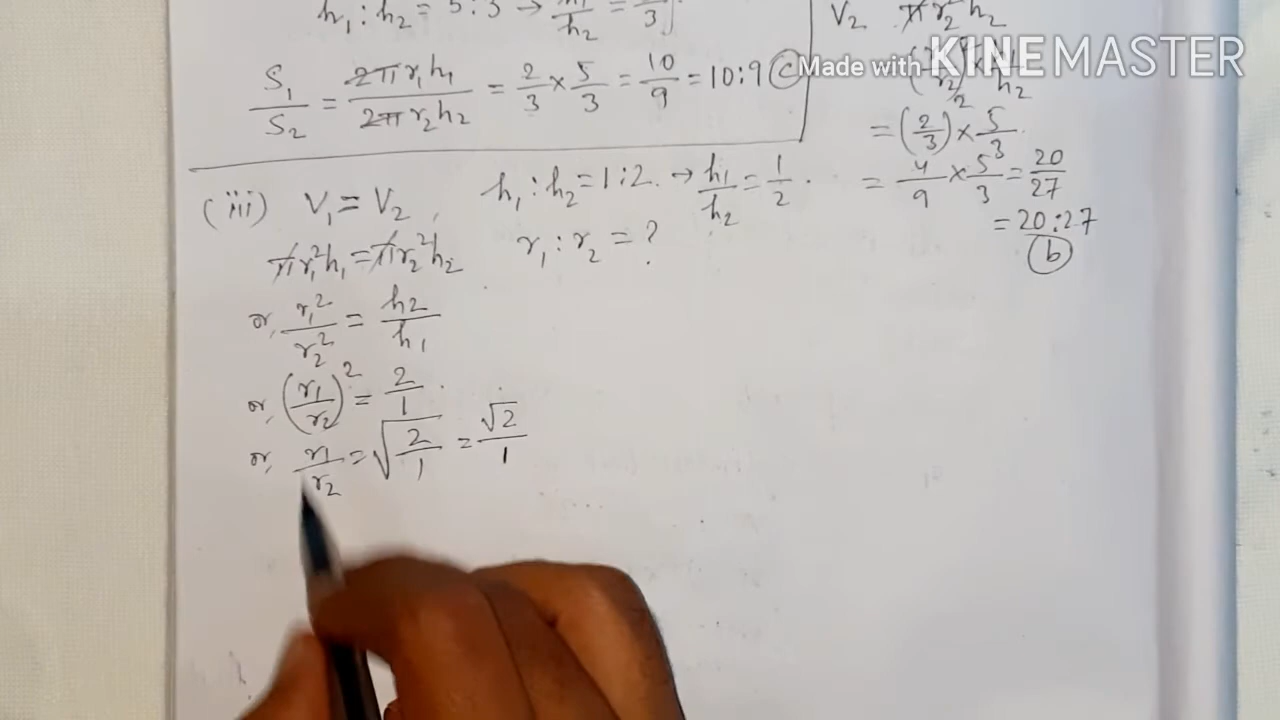 h₁ : h₂ = 5 : 3 → h₁/h₂ = 5/3
S₁/S₂ = 2πr₁h₁/2πr₂h₂ = 2/3 × 5/3 = 10/9 = 10:9 (c)
V₂ πr₂²h₂
Made with KINEMASTER
h₂
= (2/3)² × 5/3
= 4/9 × 5/3 = 20/27
= 20:27
(b)
(iii) V₁ = V₂, h₁ : h₂ = 1:2. → h₁/h₂ = 1/2.
πr₁²h₁ = πr₂²h₂ r₁ : r₂ = ?
or, r₁²/r₂² = h₂/h₁
or, (r₁/r₂)² = 2/1.
or, r₁/r₂ = √(2/1) = √2/1